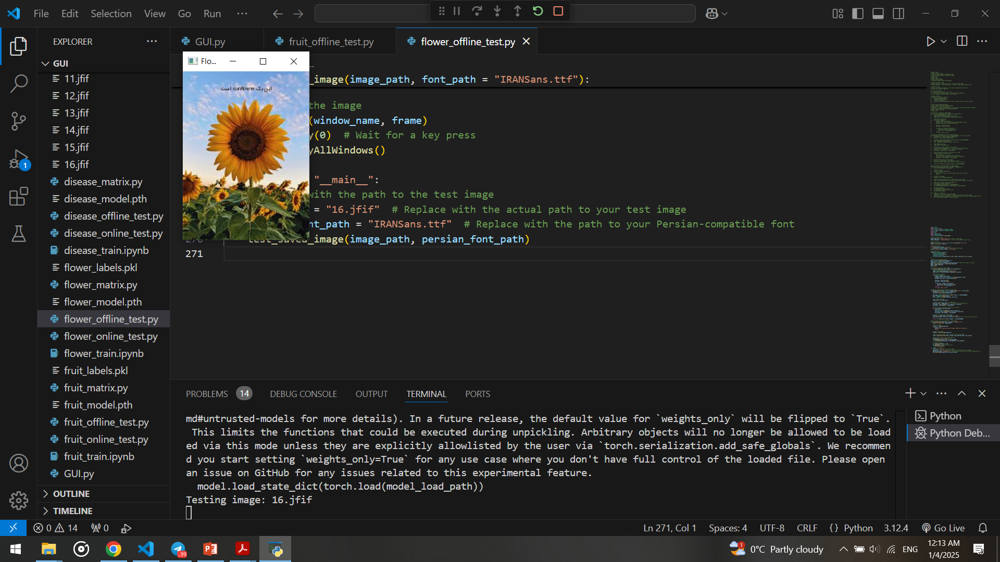 File Edit Selection View Go Run ···
EXPLORER ···
GUI
11.jfif
12.jfif
13.jfif
14.jfif
15.jfif
16.jfif
disease_matrix.py
disease_model.pth
disease_offline_test.py
disease_online_test.py
disease_train.ipynb
flower_labels.pkl
flower_matrix.py
flower_model.pth
flower_offline_test.py
flower_online_test.py
flower_train.ipynb
fruit_labels.pkl
fruit_matrix.py
fruit_model.pth
fruit_offline_test.py
fruit_online_test.py
fruit_train.ipynb
GUI.py
OUTLINE
TIMELINE
1
GUI.py fruit_offline_test.py flower_offline_test.py
Flo...
این یک sunflower است
_image(image_path, font_path = "IRANSans.ttf"):
the image
(window_name, frame)
y(0) # Wait for a key press
yAllWindows()
"__main__":
with the path to the test image
= "16.jfif" # Replace with the actual path to your test image
nt_path = "IRANSans.ttf" # Replace with the path to your Persian-compatible font
test_saved_image(image_path, persian_font_path)
271
PROBLEMS 14 DEBUG CONSOLE OUTPUT TERMINAL PORTS
md#untrusted-models for more details). In a future release, the default value for `weights_only` will be flipped to `True`.
This limits the functions that could be executed during unpickling. Arbitrary objects will no longer be allowed to be load
ed via this mode unless they are explicitly allowlisted by the user via `torch.serialization.add_safe_globals`. We recommen
d you start setting `weights_only=True` for any use case where you don't have full control of the loaded file. Please open
an issue on GitHub for any issues related to this experimental feature.
model.load_state_dict(torch.load(model_load_path))
Testing image: 16.jfif
Python
Python Deb...
0 14 0 Ln 271, Col 1 Spaces: 4 UTF-8 CRLF {} Python 3.12.4 Go Live
..99 1 0°C Partly cloudy ENG 12:13 AM
1/4/2025